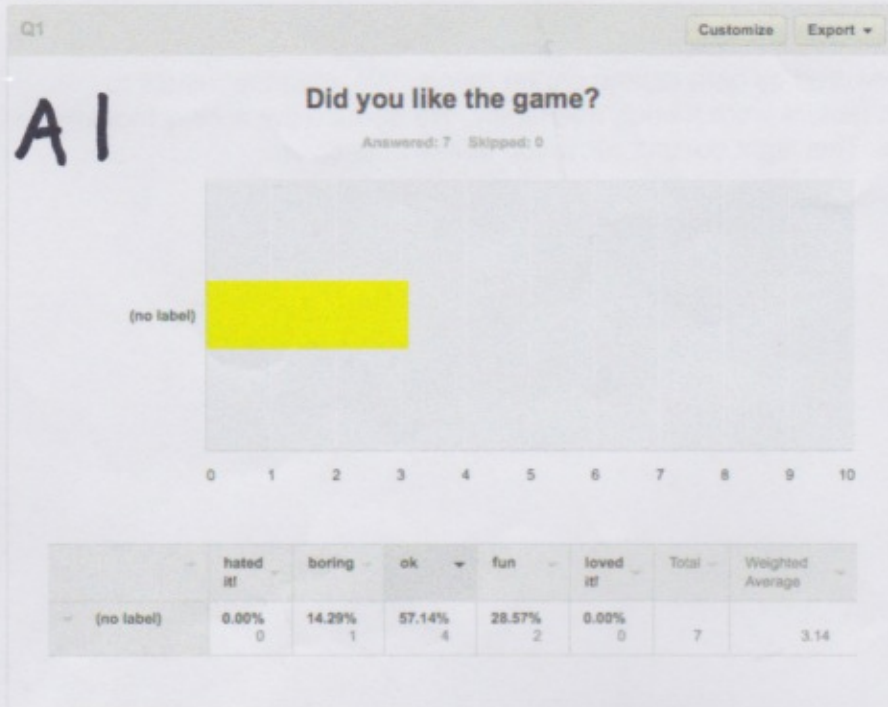 Q1
Customize Export
A1
Did you like the game?
Answered: 7 Skipped: 0
(no label)
0 1 2 3 4 5 6 7 8 9 10
hated it! boring ok fun loved it! Total Weighted Average
(no label) 0.00% 14.29% 57.14% 28.57% 0.00%
0 1 4 2 0 7 3.14